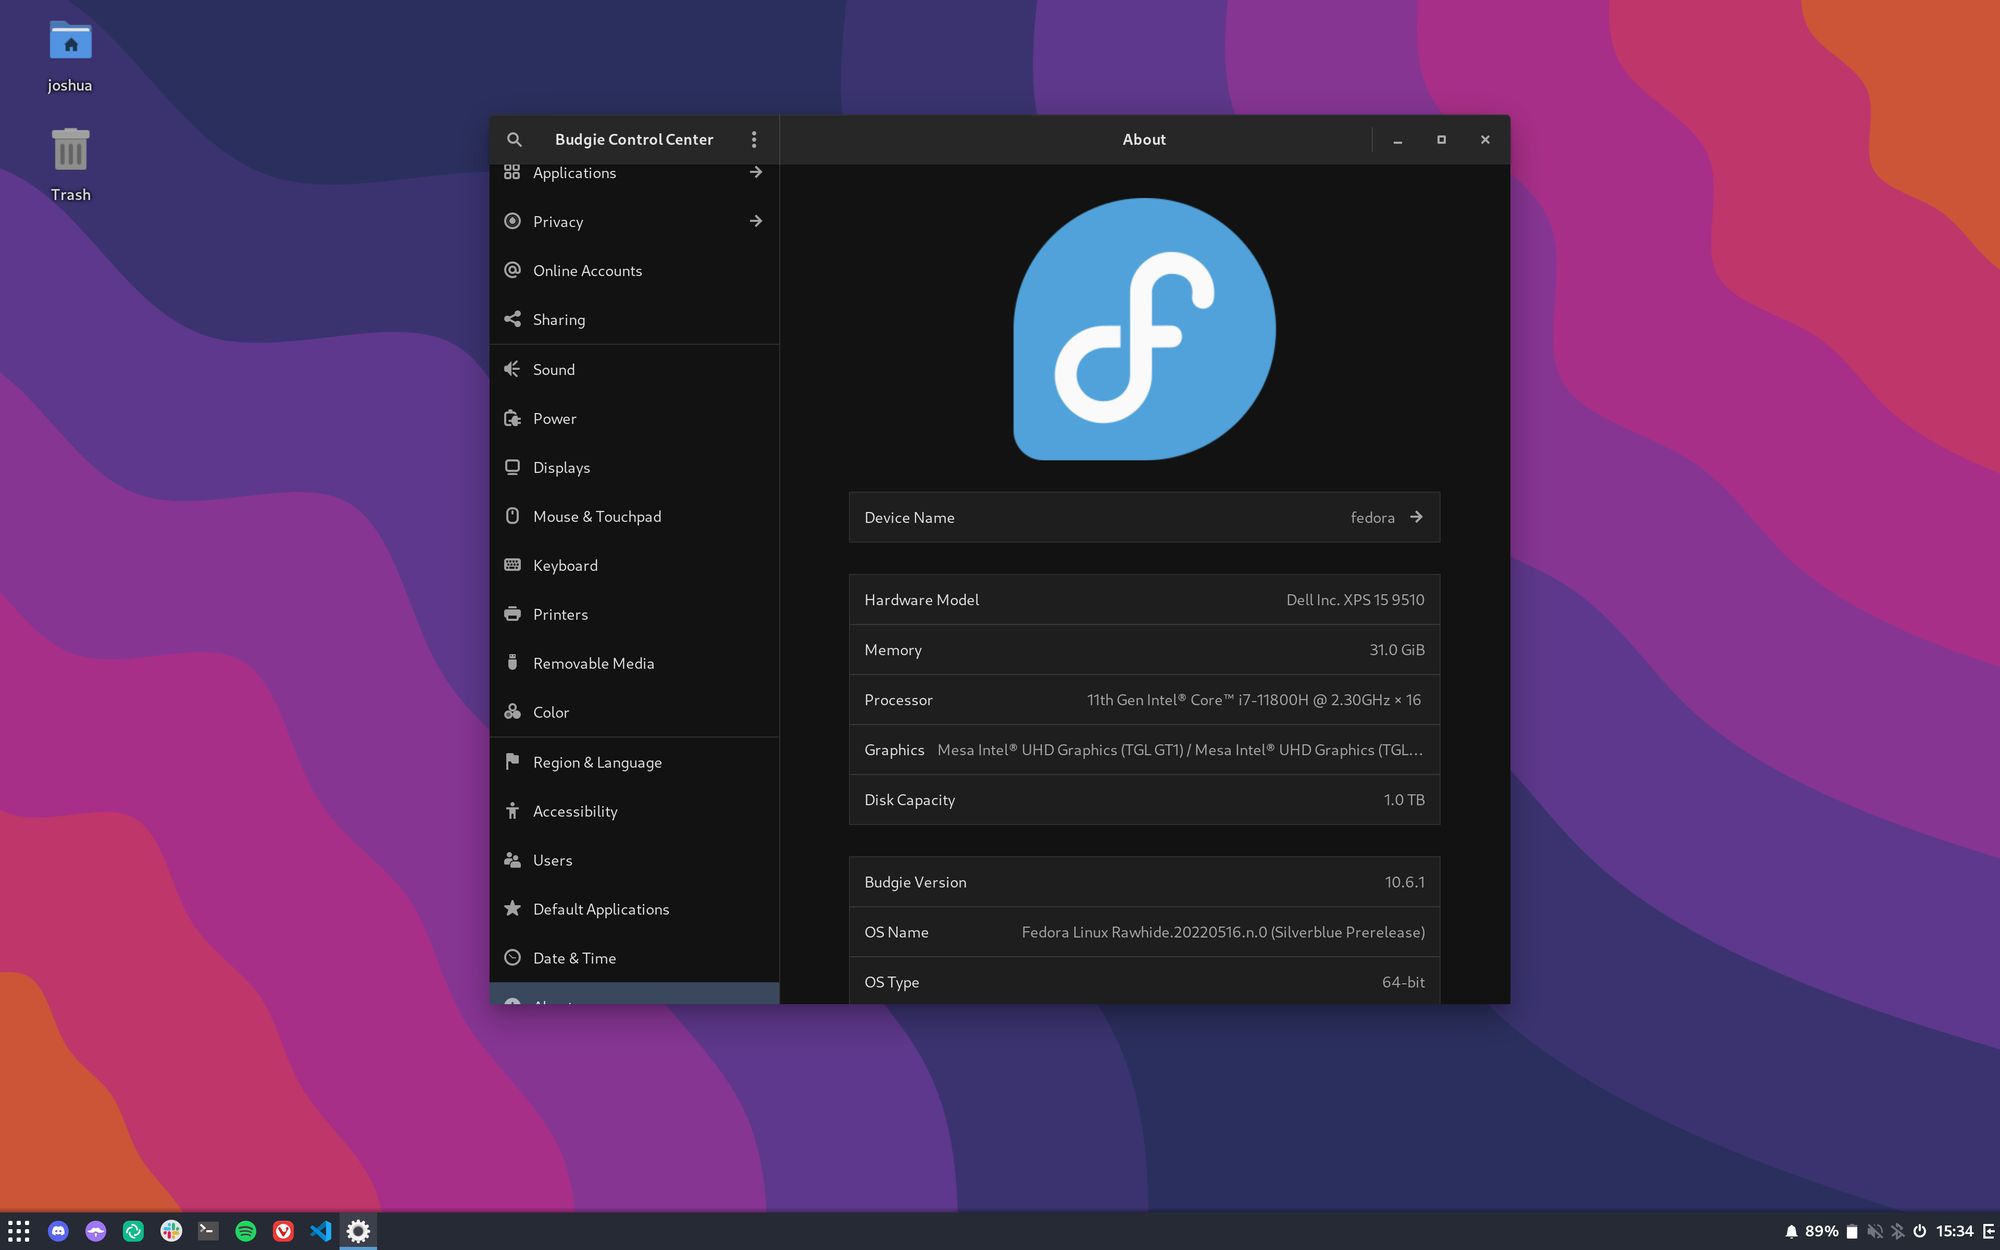 joshua
Trash
Budgie Control Center
About
Applications
Privacy
Online Accounts
Sharing
Sound
Power
Displays
Mouse & Touchpad
Keyboard
Printers
Removable Media
Color
Region & Language
Accessibility
Users
Default Applications
Date & Time
Device Name fedora
Hardware Model Dell Inc. XPS 15 9510
Memory 31.0 GiB
Processor 11th Gen Intel® Core™ i7-11800H @ 2.30GHz × 16
Graphics Mesa Intel® UHD Graphics (TGL GT1) / Mesa Intel® UHD Graphics (TGL...
Disk Capacity 1.0 TB
Budgie Version 10.6.1
OS Name Fedora Linux Rawhide.20220516.n.0 (Silverblue Prerelease)
OS Type 64-bit
89% 15:34